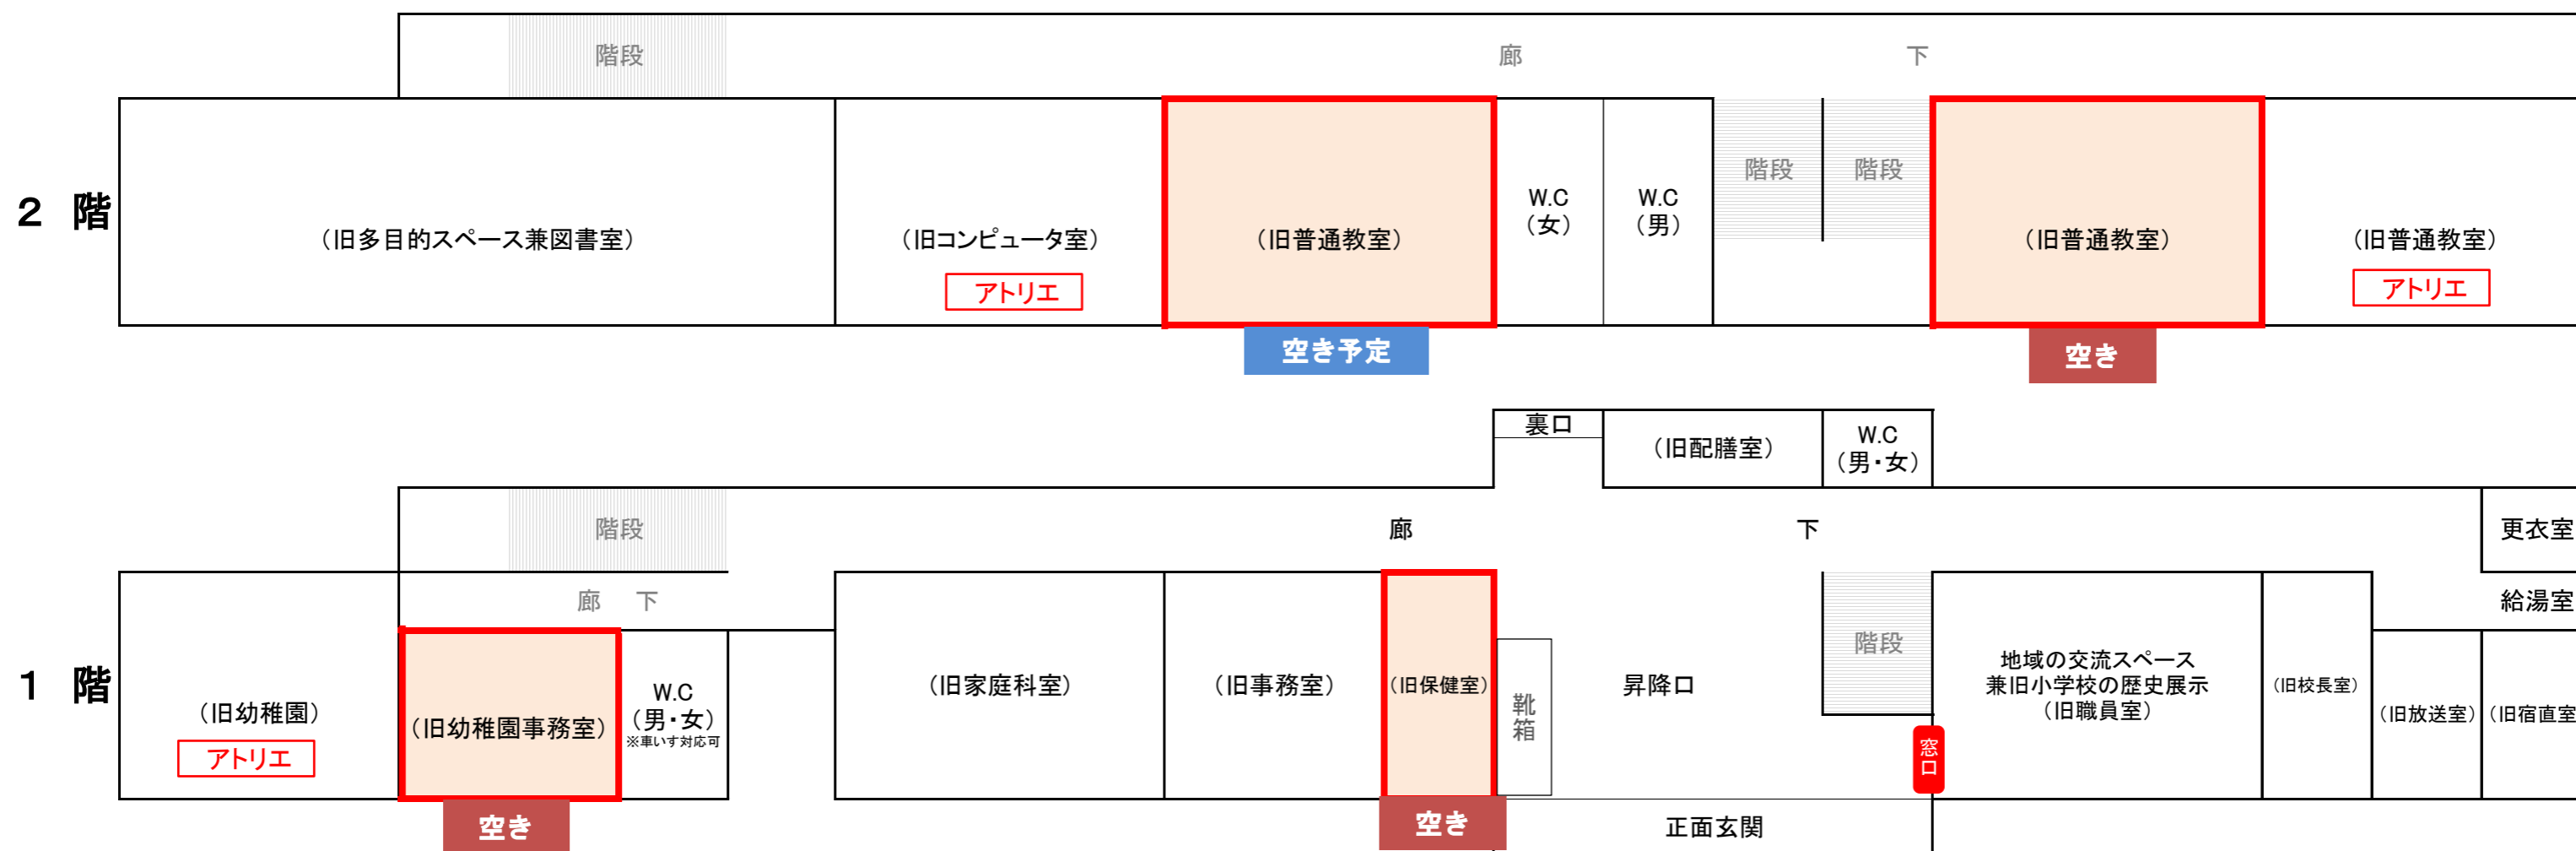 階段
廊
下
2 階
（旧多目的スペース兼図書室）
（旧コンピュータ室）
アトリエ
（旧普通教室）
空き予定
W.C
（女）
W.C
（男）
階段
階段
（旧普通教室）
空き
（旧普通教室）
アトリエ
裏口
（旧配膳室）
W.C
（男・女）
階段
廊
下
更衣室
廊 下
給湯室
1 階
（旧幼稚園）
アトリエ
（旧幼稚園事務室）
空き
W.C
（男・女）
※車いす対応可
（旧家庭科室）
（旧事務室）
（旧保健室）
空き
靴箱
昇降口
階段
窓口
正面玄関
地域の交流スペース
兼旧小学校の歴史展示
（旧職員室）
（旧校長室）
（旧放送室）
（旧宿直室